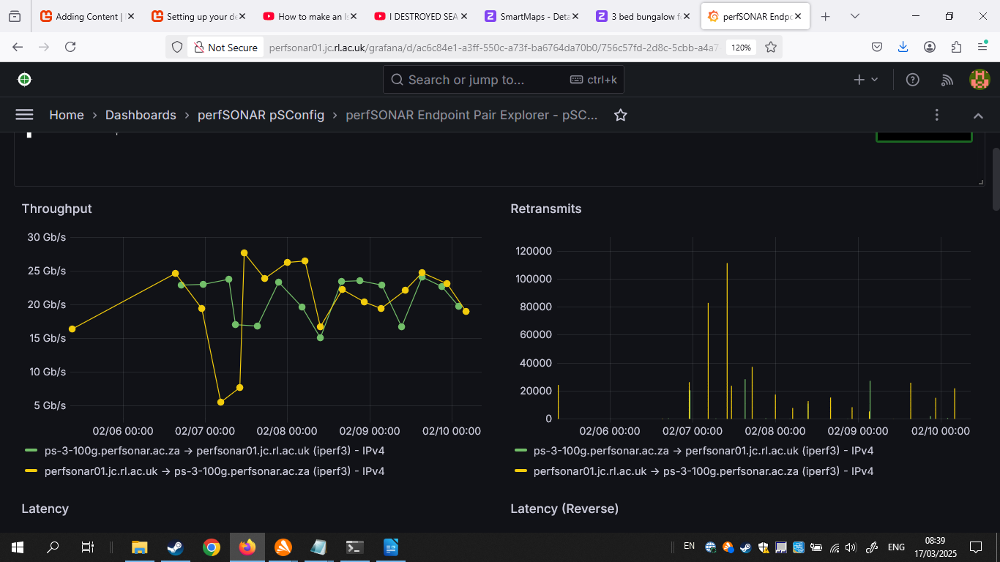 Adding Content |
Setting up your de
How to make an Is
I DESTROYED SEA
SmartMaps - Deta
3 bed bungalow fo
perfSONAR Endpo
Not Secure
perfsonar01.jc.rl.ac.uk/grafana/d/ac6c84e1-a3ff-550c-a73f-ba6764da70b0/756c57fd-2d8c-5cbb-a4a7
120%
Search or jump to...
ctrl+k
Home › Dashboards › perfSONAR pSConfig › perfSONAR Endpoint Pair Explorer - pSC...
Throughput
30 Gb/s
25 Gb/s
20 Gb/s
15 Gb/s
10 Gb/s
5 Gb/s
02/06 00:00 02/07 00:00 02/08 00:00 02/09 00:00 02/10 00:00
ps-3-100g.perfsonar.ac.za → perfsonar01.jc.rl.ac.uk (iperf3) - IPv4
perfsonar01.jc.rl.ac.uk → ps-3-100g.perfsonar.ac.za (iperf3) - IPv4
Retransmits
120000
100000
80000
60000
40000
20000
0
02/06 00:00 02/07 00:00 02/08 00:00 02/09 00:00 02/10 00:00
ps-3-100g.perfsonar.ac.za → perfsonar01.jc.rl.ac.uk (iperf3) - IPv4
perfsonar01.jc.rl.ac.uk → ps-3-100g.perfsonar.ac.za (iperf3) - IPv4
Latency
Latency (Reverse)
EN
ENG
08:39
17/03/2025